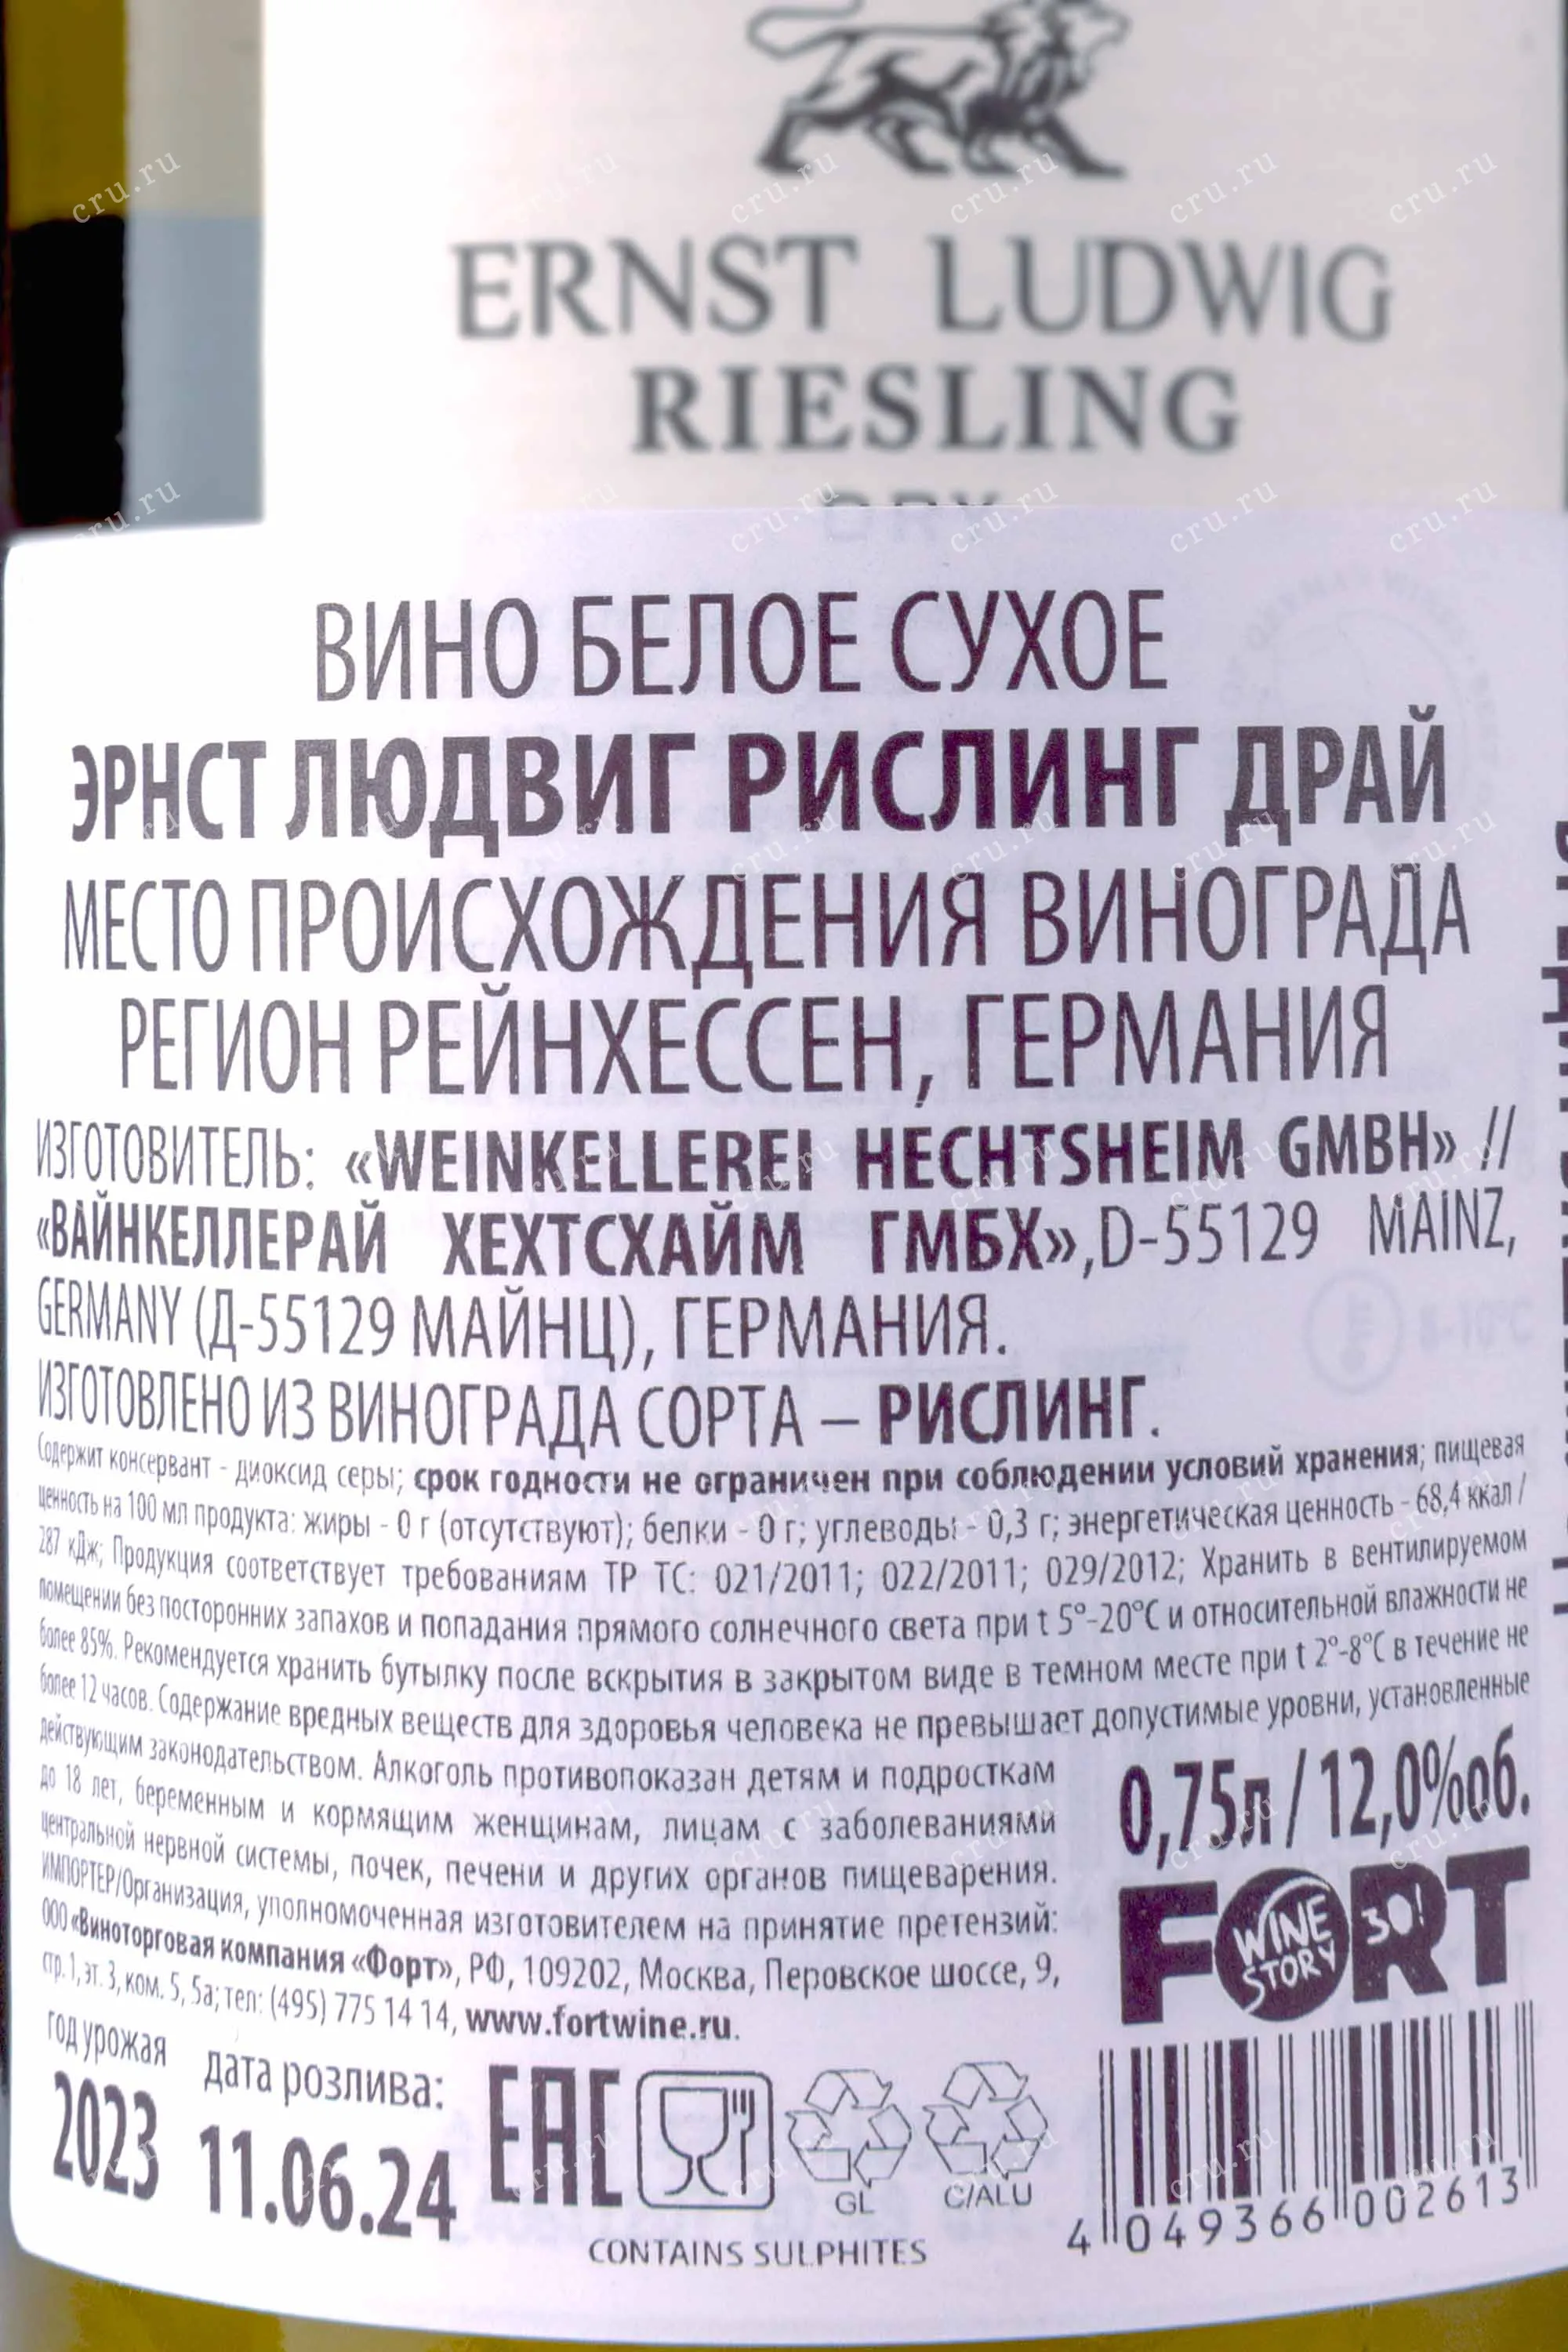 ERNST LUDWIG
RIESLING
DRY
ВИНО БЕЛОЕ СУХОЕ
ЭРНСТ ЛЮДВИГ РИСЛИНГ ДРАЙ
МЕСТО ПРОИСХОЖДЕНИЯ ВИНОГРАДА
РЕГИОН РЕЙНХЕССЕН, ГЕРМАНИЯ
ИЗГОТОВИТЕЛЬ: «WEINKELLEREI HECHTSHEIM GMBH» //
«ВАЙНКЕЛЛЕРАЙ ХЕХТСХАЙМ ГМБХ»,D-55129 MAINZ,
GERMANY (Д-55129 МАЙНЦ), ГЕРМАНИЯ.
ИЗГОТОВЛЕНО ИЗ ВИНОГРАДА СОРТА – РИСЛИНГ.
Содержит консервант - диоксид серы; срок годности не ограничен при соблюдении условий хранения; пищевая
ценность на 100 мл продукта: жиры - 0 г (отсутствуют); белки - 0 г; углеводы - 0,3 г; энергетическая ценность - 68,4 ккал /
287 кДж; Продукция соответствует требованиям ТР ТС: 021/2011; 022/2011; 029/2012; Хранить в вентилируемом
помещении без посторонних запахов и попадания прямого солнечного света при t 5°-20°C и относительной влажности не
более 85%. Рекомендуется хранить бутылку после вскрытия в закрытом виде в темном месте при t 2°-8°C в течение не
более 12 часов. Содержание вредных веществ для здоровья человека не превышает допустимые уровни, установленные
действующим законодательством. Алкоголь противопоказан детям и подросткам
до 18 лет, беременным и кормящим женщинам, лицам с заболеваниями
центральной нервной системы, почек, печени и других органов пищеварения.
ИМПОРТЕР/Организация, уполномоченная изготовителем на принятие претензий:
ООО «Виноторговая компания «Форт», РФ, 109202, Москва, Перовское шоссе, 9,
стр.1, эт. 3, ком. 5, 5а; тел: (495) 775 14 14, www.fortwine.ru.
0,75л / 12,0%об.
FORT
WINE STORY
30!
год урожая
2023
дата розлива:
11.06.24
EAC
GL
C/ALU
CONTAINS SULPHITES
4 049366 002613
8-10°C
cru.ru